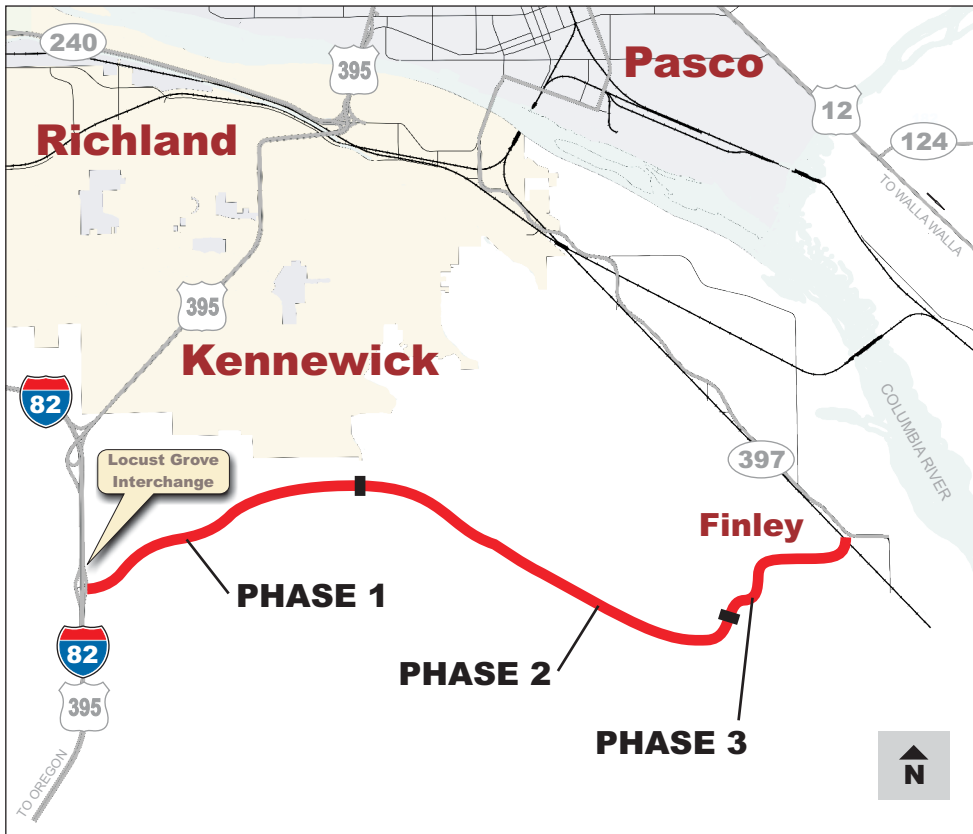 240
395
Pasco
12
Richland
124
TO WALLA WALLA
395
Kennewick
82
COLUMBIA RIVER
Locust Grove
Interchange
397
Finley
PHASE 1
82
PHASE 2
395
PHASE 3
TO OREGON
N